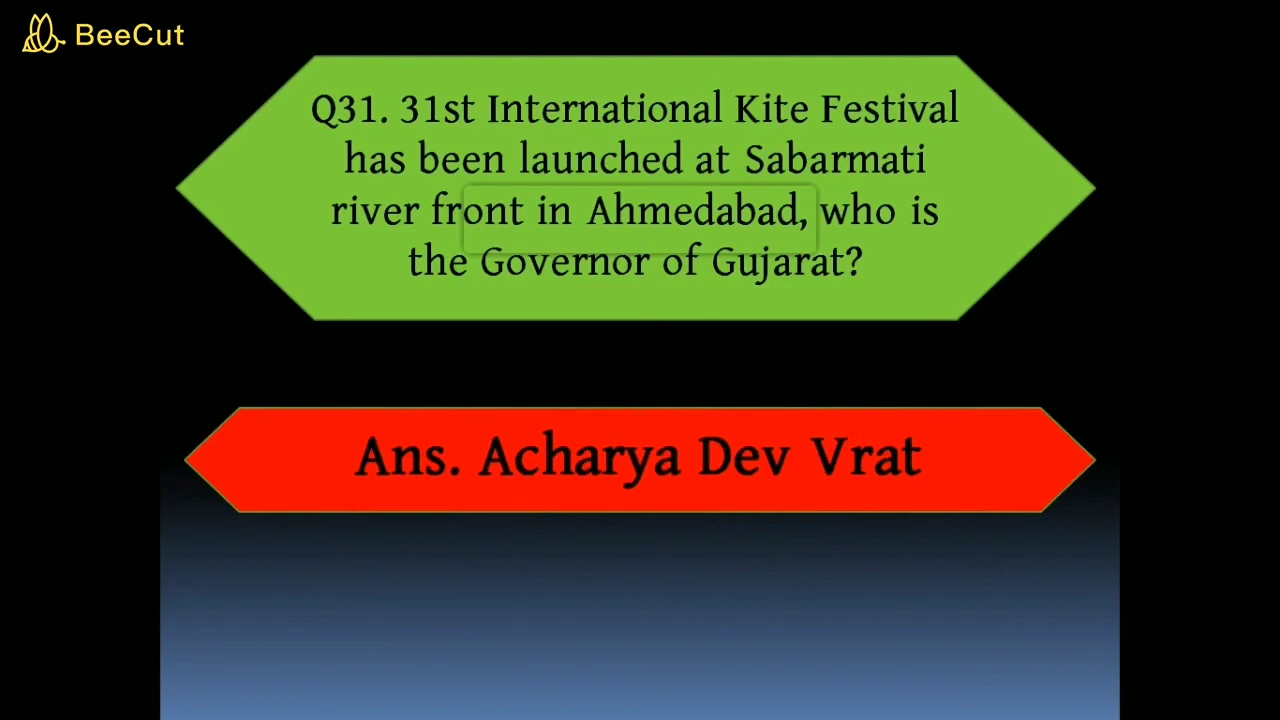 BeeCut
Q31. 31st International Kite Festival
has been launched at Sabarmati
river front in Ahmedabad, who is
the Governor of Gujarat?
Ans. Acharya Dev Vrat